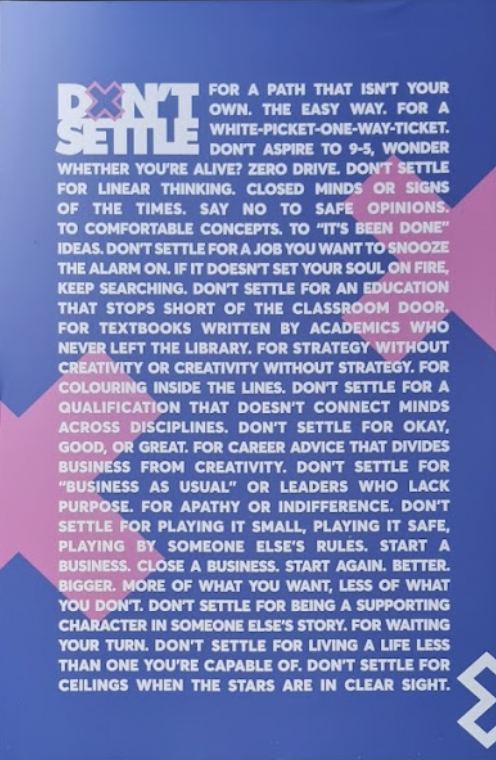 DON'T
SETTLE
FOR A PATH THAT ISN'T YOUR
OWN. THE EASY WAY. FOR A
WHITE-PICKET-ONE-WAY-TICKET.
DON'T ASPIRE TO 9-5, WONDER
WHETHER YOU'RE ALIVE? ZERO DRIVE. DON'T SETTLE
FOR LINEAR THINKING. CLOSED MINDS OR SIGNS
OF THE TIMES. SAY NO TO SAFE OPINIONS.
TO COMFORTABLE CONCEPTS. TO “IT'S BEEN DONE”
IDEAS. DON'T SETTLE FOR A JOB YOU WANT TO SNOOZE
THE ALARM ON. IF IT DOESN'T SET YOUR SOUL ON FIRE,
KEEP SEARCHING. DON'T SETTLE FOR AN EDUCATION
THAT STOPS SHORT OF THE CLASSROOM DOOR.
FOR TEXTBOOKS WRITTEN BY ACADEMICS WHO
NEVER LEFT THE LIBRARY. FOR STRATEGY WITHOUT
CREATIVITY OR CREATIVITY WITHOUT STRATEGY. FOR
COLOURING INSIDE THE LINES. DON'T SETTLE FOR A
QUALIFICATION THAT DOESN'T CONNECT MINDS
ACROSS DISCIPLINES. DON'T SETTLE FOR OKAY,
GOOD, OR GREAT. FOR CAREER ADVICE THAT DIVIDES
BUSINESS FROM CREATIVITY. DON'T SETTLE FOR
“BUSINESS AS USUAL” OR LEADERS WHO LACK
PURPOSE. FOR APATHY OR INDIFFERENCE. DON'T
SETTLE FOR PLAYING IT SMALL, PLAYING IT SAFE,
PLAYING BY SOMEONE ELSE'S RULES. START A
BUSINESS. CLOSE A BUSINESS. START AGAIN. BETTER.
BIGGER. MORE OF WHAT YOU WANT, LESS OF WHAT
YOU DON'T. DON'T SETTLE FOR BEING A SUPPORTING
CHARACTER IN SOMEONE ELSE'S STORY. FOR WAITING
YOUR TURN. DON'T SETTLE FOR LIVING A LIFE LESS
THAN ONE YOU'RE CAPABLE OF. DON'T SETTLE FOR
CEILINGS WHEN THE STARS ARE IN CLEAR SIGHT.